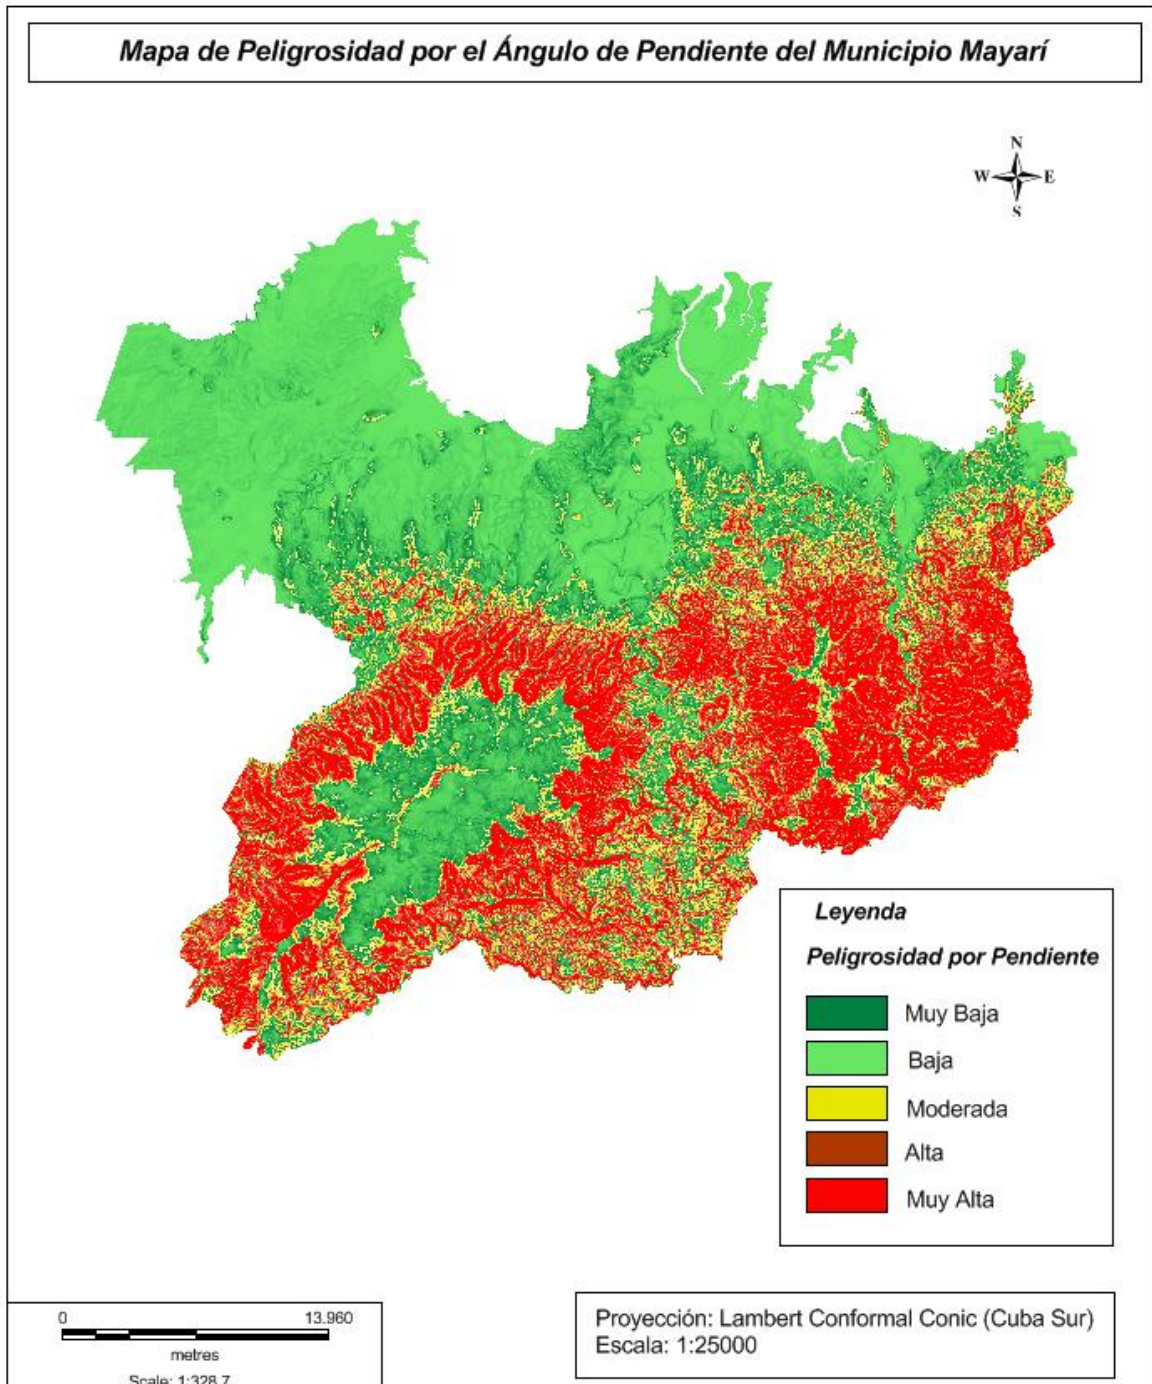 Mapa de Peligrosidad por el Ángulo de Pendiente del Municipio Mayarí
N
W E
S
Leyenda
Peligrosidad por Pendiente
Muy Baja
Baja
Moderada
Alta
Muy Alta
0 13.960
metres
Scale: 1:328.7
Proyección: Lambert Conformal Conic (Cuba Sur)
Escala: 1:25000